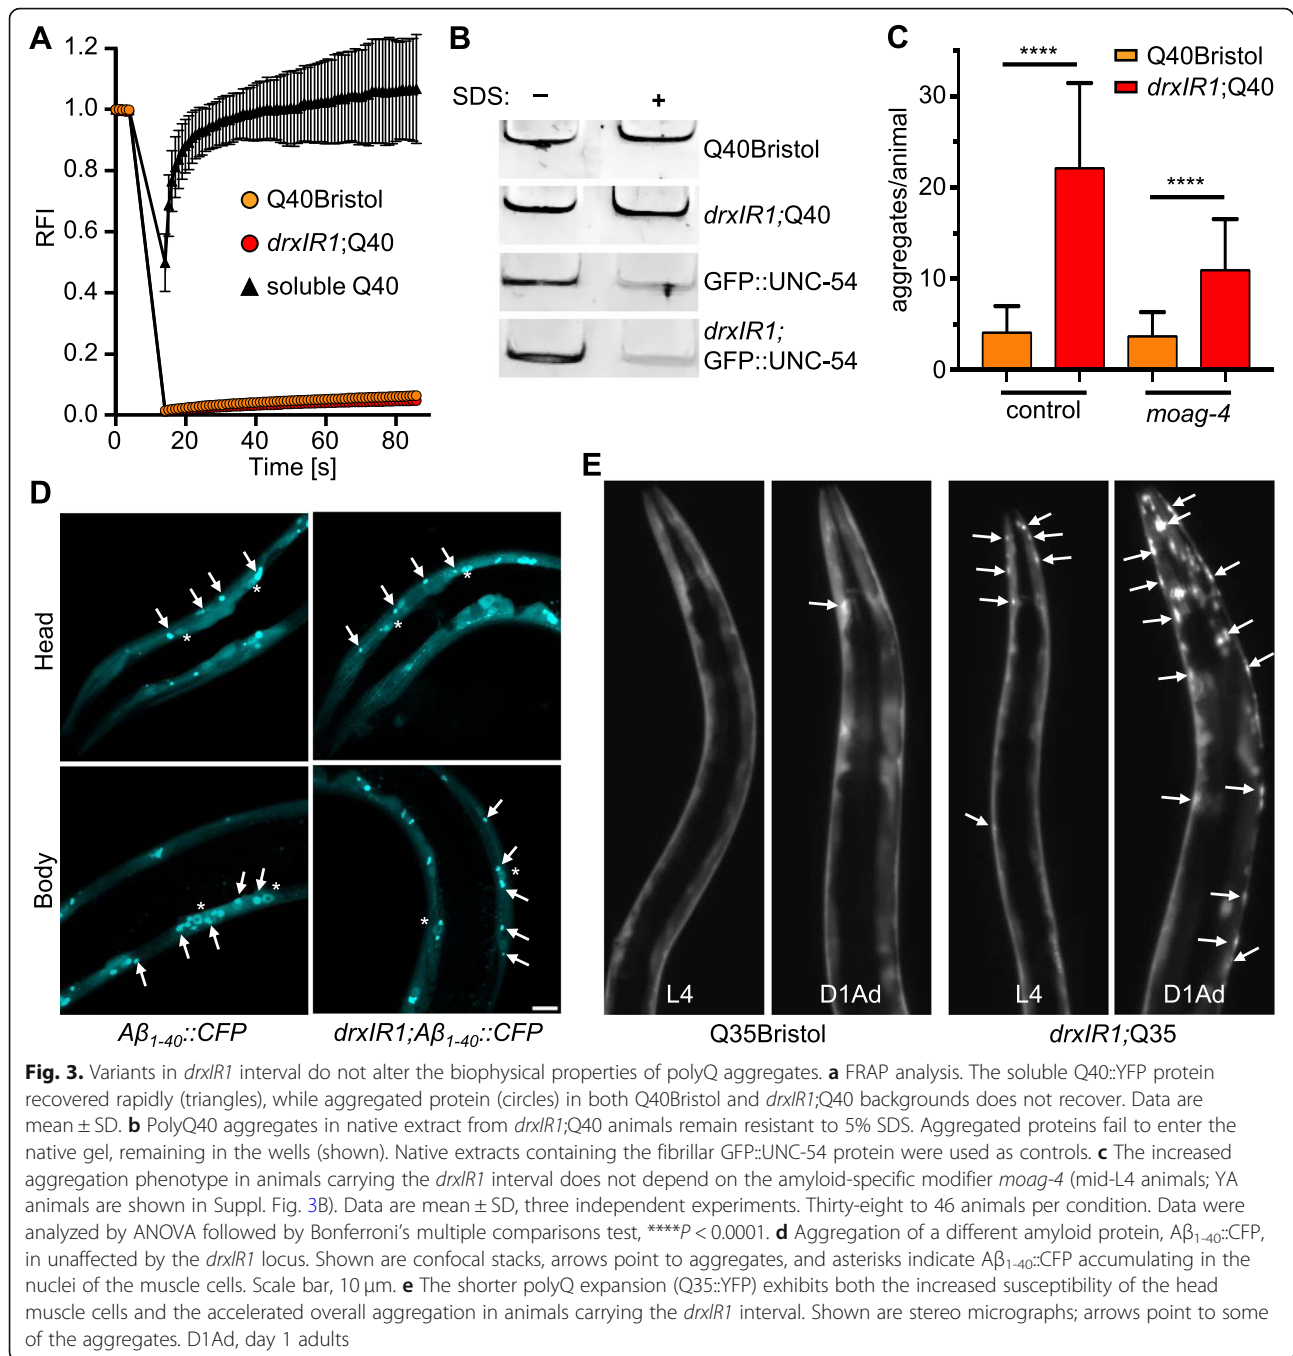 A
1.2
1.0
0.8
0.6
0.4
0.2
0.0
RFI
0
20
40
60
80
Time [s]
Q40Bristol
drxIR1;Q40
soluble Q40
B
SDS: − +
Q40Bristol
drxIR1;Q40
GFP::UNC-54
drxIR1;
GFP::UNC-54
C
aggregates/animal
30
20
10
0
****
****
Q40Bristol
drxIR1;Q40
control
moag-4
D
Head
Body
*
*
*
*
*
*
*
*
Aβ1-40::CFP
drxIR1;Aβ1-40::CFP
E
L4
D1Ad
L4
D1Ad
Q35Bristol
drxIR1;Q35
Fig. 3. Variants in drxIR1 interval do not alter the biophysical properties of polyQ aggregates. a FRAP analysis. The soluble Q40::YFP protein
recovered rapidly (triangles), while aggregated protein (circles) in both Q40Bristol and drxIR1;Q40 backgrounds does not recover. Data are
mean ± SD. b PolyQ40 aggregates in native extract from drxIR1;Q40 animals remain resistant to 5% SDS. Aggregated proteins fail to enter the
native gel, remaining in the wells (shown). Native extracts containing the fibrillar GFP::UNC-54 protein were used as controls. c The increased
aggregation phenotype in animals carrying the drxIR1 interval does not depend on the amyloid-specific modifier moag-4 (mid-L4 animals; YA
animals are shown in Suppl. Fig. 3B). Data are mean ± SD, three independent experiments. Thirty-eight to 46 animals per condition. Data were
analyzed by ANOVA followed by Bonferroni's multiple comparisons test, ****P < 0.0001. d Aggregation of a different amyloid protein, Aβ1-40::CFP,
in unaffected by the drxIR1 locus. Shown are confocal stacks, arrows point to aggregates, and asterisks indicate Aβ1-40::CFP accumulating in the
nuclei of the muscle cells. Scale bar, 10 μm. e The shorter polyQ expansion (Q35::YFP) exhibits both the increased susceptibility of the head
muscle cells and the accelerated overall aggregation in animals carrying the drxIR1 interval. Shown are stereo micrographs; arrows point to some
of the aggregates. D1Ad, day 1 adults